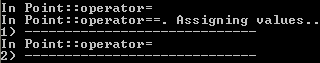 In Point::operator=
In Point::operator==. Assigning values..
1) -----------------------------
In Point::operator=
2) -----------------------------